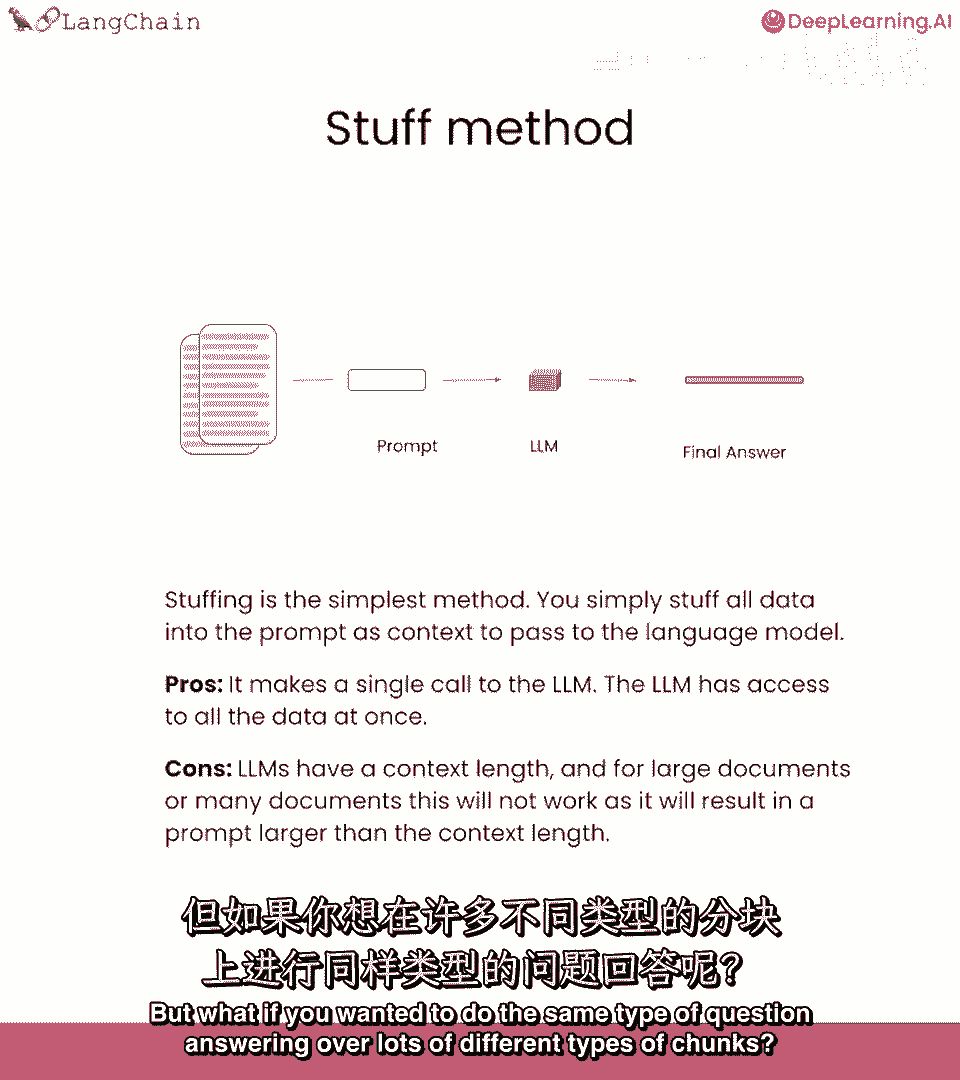 LangChain
DeepLearning.AI
Stuff method
Prompt
LLM
Final Answer
Stuffing is the simplest method. You simply stuff all data
into the prompt as context to pass to the language model.
Pros: It makes a single call to the LLM. The LLM has access
to all the data at once.
Cons: LLMs have a context length, and for large documents
or many documents this will not work as it will result in a
prompt larger than the context length.
但如果你想在许多不同类型的分块
上进行同样类型的问题回答呢?
But what if you wanted to do the same type of question
answering over lots of different types of chunks?